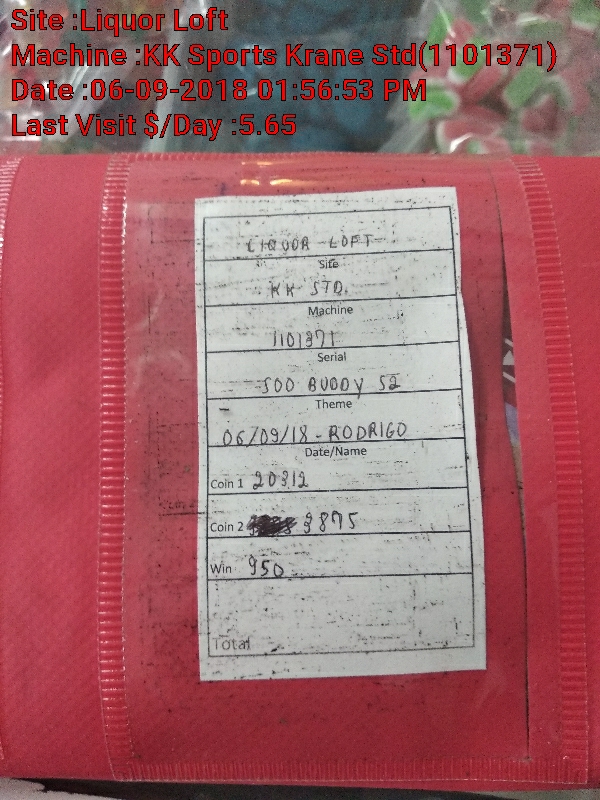 Site :Liquor Loft
Machine :KK Sports Krane Std(1101371)
Date :06-09-2018 01:56:53 PM
Last Visit $/Day :5.65
LIQUOR LOFT
Site
KK STD
Machine
1101371
Serial
SOO BUDDY S2
Theme
06/09/18 - RODRIGO
Date/Name
Coin 1 20312
Coin 2 3875
Win 950
Total